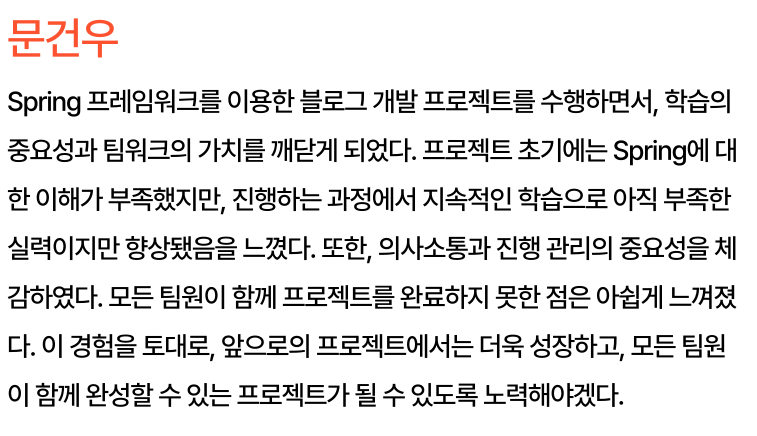 문건우
Spring 프레임워크를 이용한 블로그 개발 프로젝트를 수행하면서, 학습의
중요성과 팀워크의 가치를 깨닫게 되었다. 프로젝트 초기에는 Spring에 대
한 이해가 부족했지만, 진행하는 과정에서 지속적인 학습으로 아직 부족한
실력이지만 향상됐음을 느꼈다. 또한, 의사소통과 진행 관리의 중요성을 체
감하였다. 모든 팀원이 함께 프로젝트를 완료하지 못한 점은 아쉽게 느껴졌
다. 이 경험을 토대로, 앞으로의 프로젝트에서는 더욱 성장하고, 모든 팀원
이 함께 완성할 수 있는 프로젝트가 될 수 있도록 노력해야겠다.